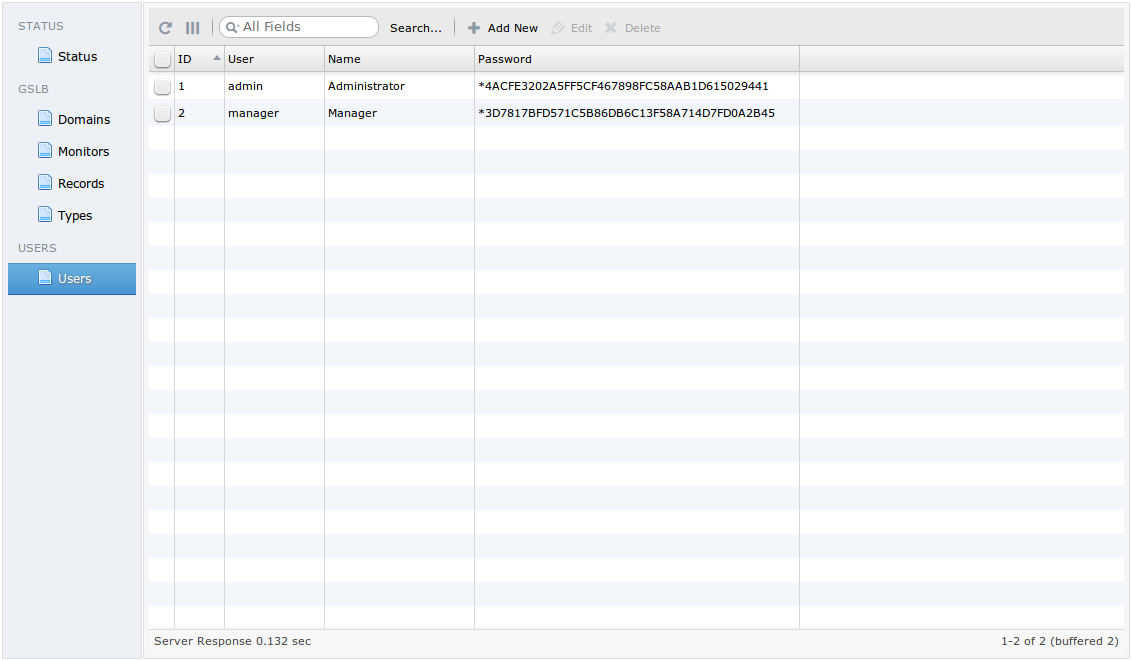 STATUS
Status
GSLB
Domains
Monitors
Records
Types
USERS
Users
All Fields Search... Add New Edit Delete
ID User Name Password
1 admin Administrator *4ACFE3202A5FF5CF467898FC58AAB1D615029441
2 manager Manager *3D7817BFD571C5B86DB6C13F58A714D7FD0A2B45
Server Response 0.132 sec 1-2 of 2 (buffered 2)